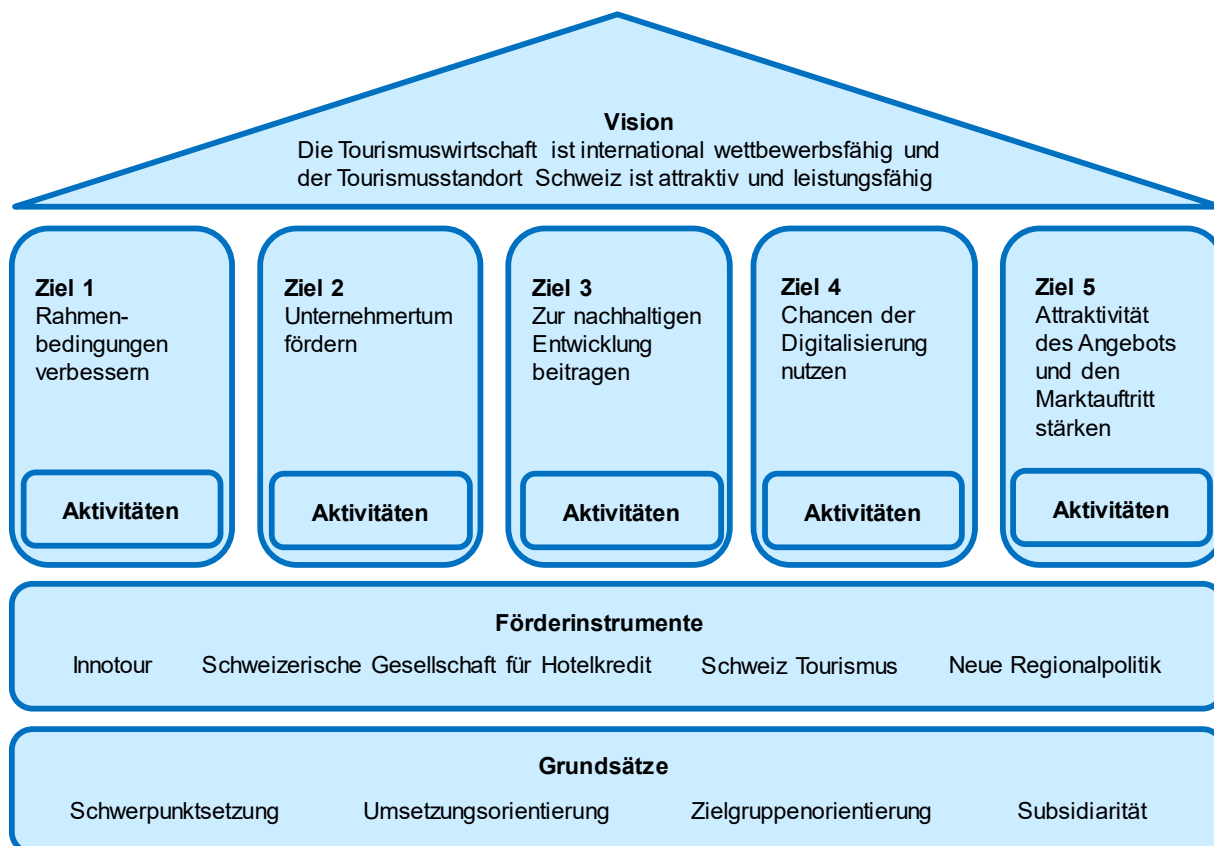 Vision
Die Tourismuswirtschaft ist international wettbewerbsfähig und
der Tourismusstandort Schweiz ist attraktiv und leistungsfähig
Ziel 1
Rahmen-
bedingungen
verbessern
Aktivitäten
Ziel 2
Unternehmertum
fördern
Aktivitäten
Ziel 3
Zur nachhaltigen
Entwicklung
beitragen
Aktivitäten
Ziel 4
Chancen der
Digitalisierung
nutzen
Aktivitäten
Ziel 5
Attraktivität
des Angebots
und den
Marktauftritt
stärken
Aktivitäten
Förderinstrumente
Innotour Schweizerische Gesellschaft für Hotelkredit Schweiz Tourismus Neue Regionalpolitik
Grundsätze
Schwerpunktsetzung Umsetzungsorientierung Zielgruppenorientierung Subsidiarität